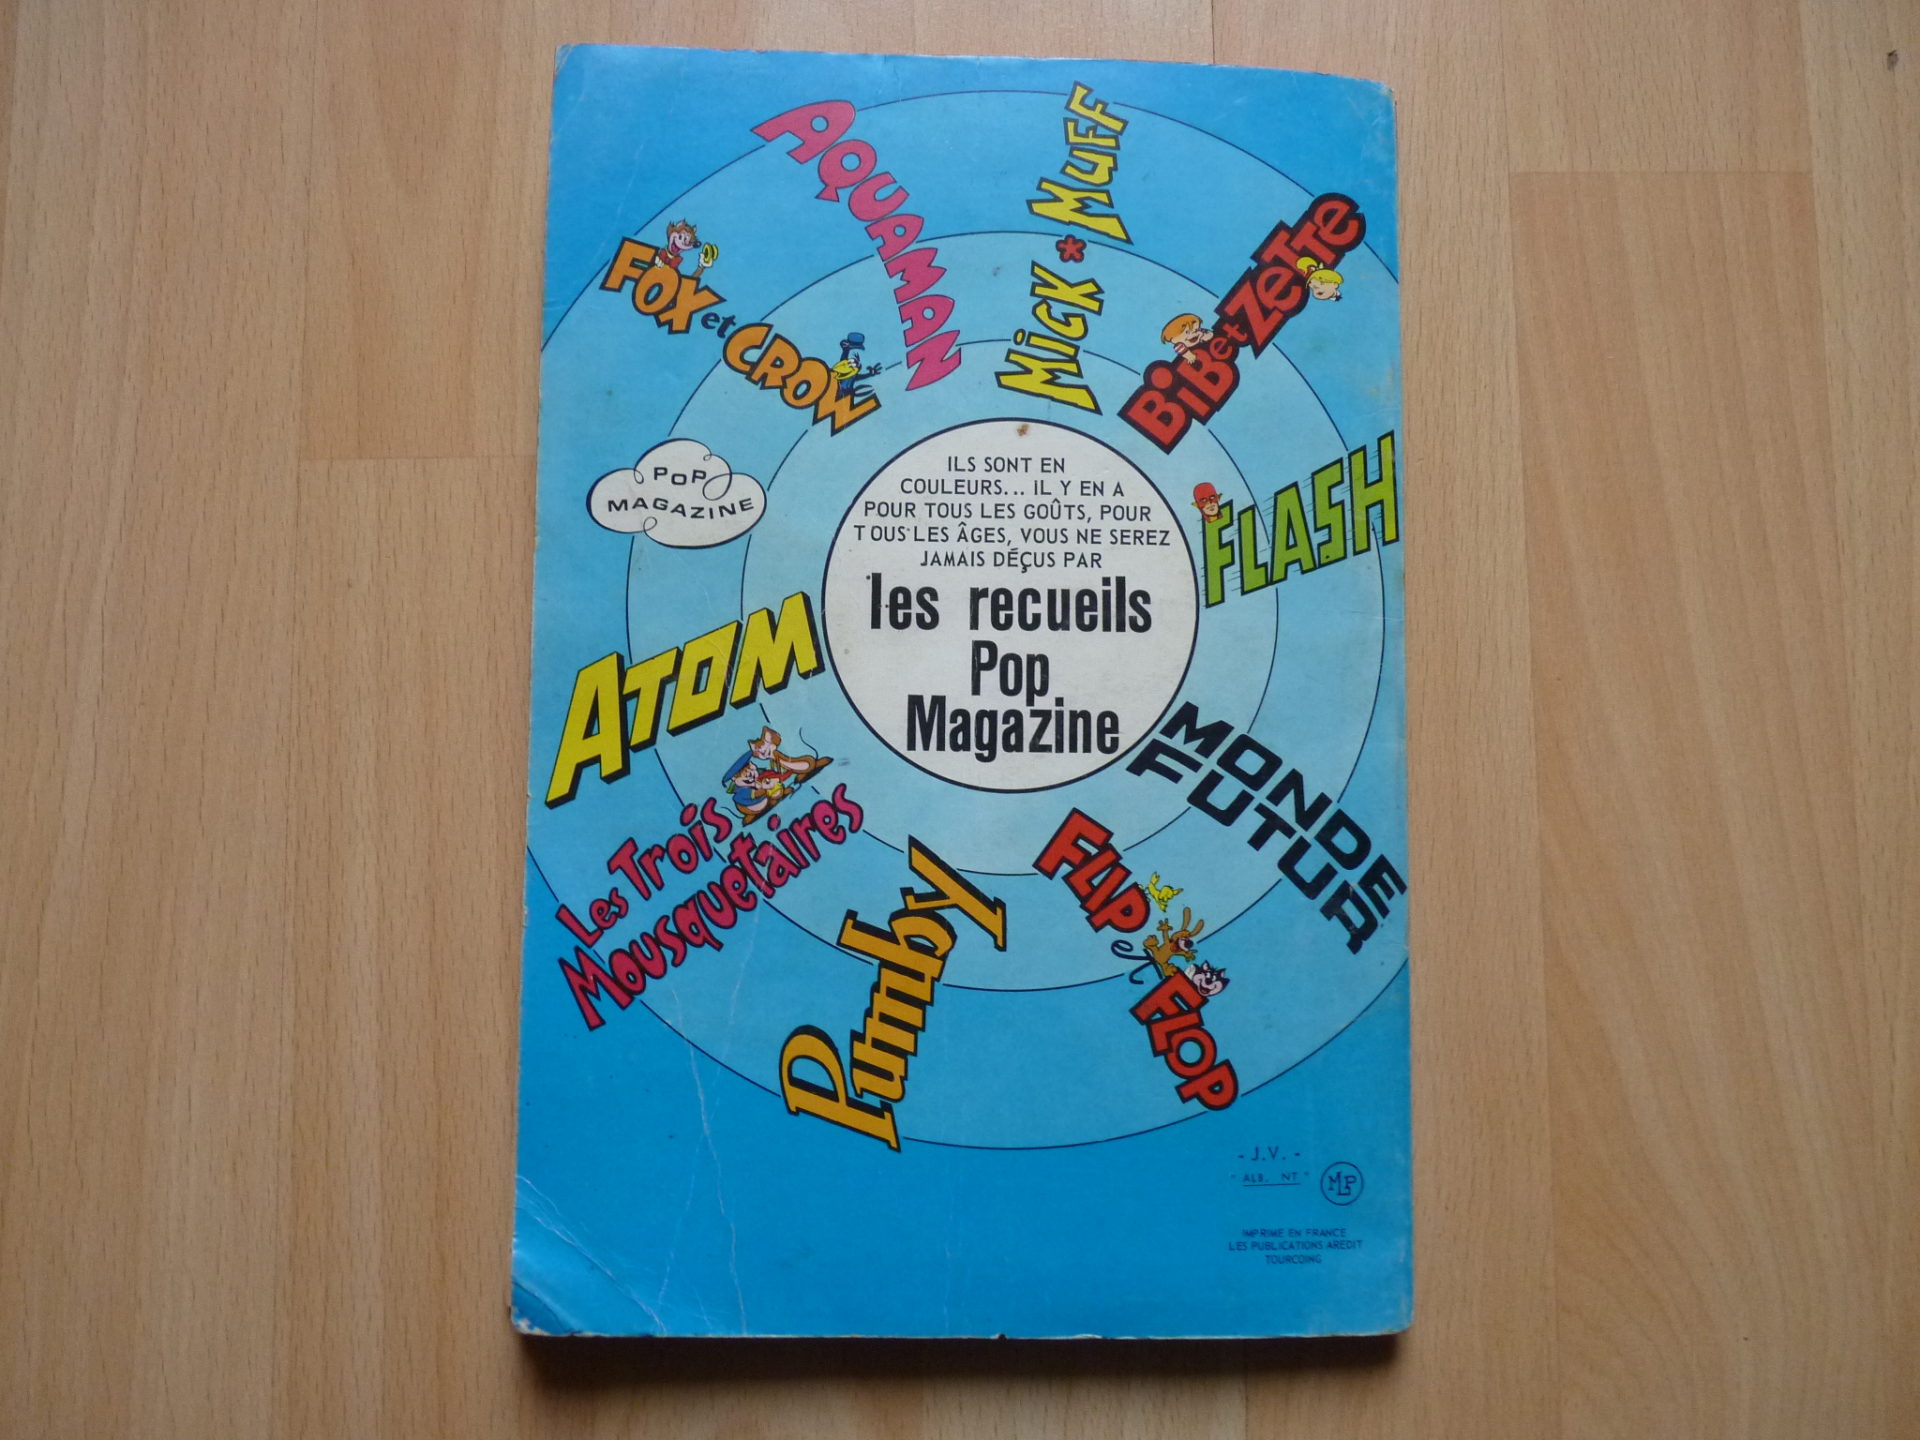 AQUAMAN
MICK * MUFF
FOX et CROW
BIB et ZETTE
POP
MAGAZINE
FLASH
ILS SONT EN
COULEURS... IL Y EN A
POUR TOUS LES GOÛTS, POUR
TOUS LES ÂGES, VOUS NE SEREZ
JAMAIS DÉÇUS PAR
les recueils
Pop
Magazine
ATOM
MONDE
FUTUR
Les Trois
Mousquetaires
Pumby
FLIP et FLOP
- J.V. -
"ALB. NT"
MLP
IMPRIME EN FRANCE
LES PUBLICATIONS AREDIT
TOURCOING